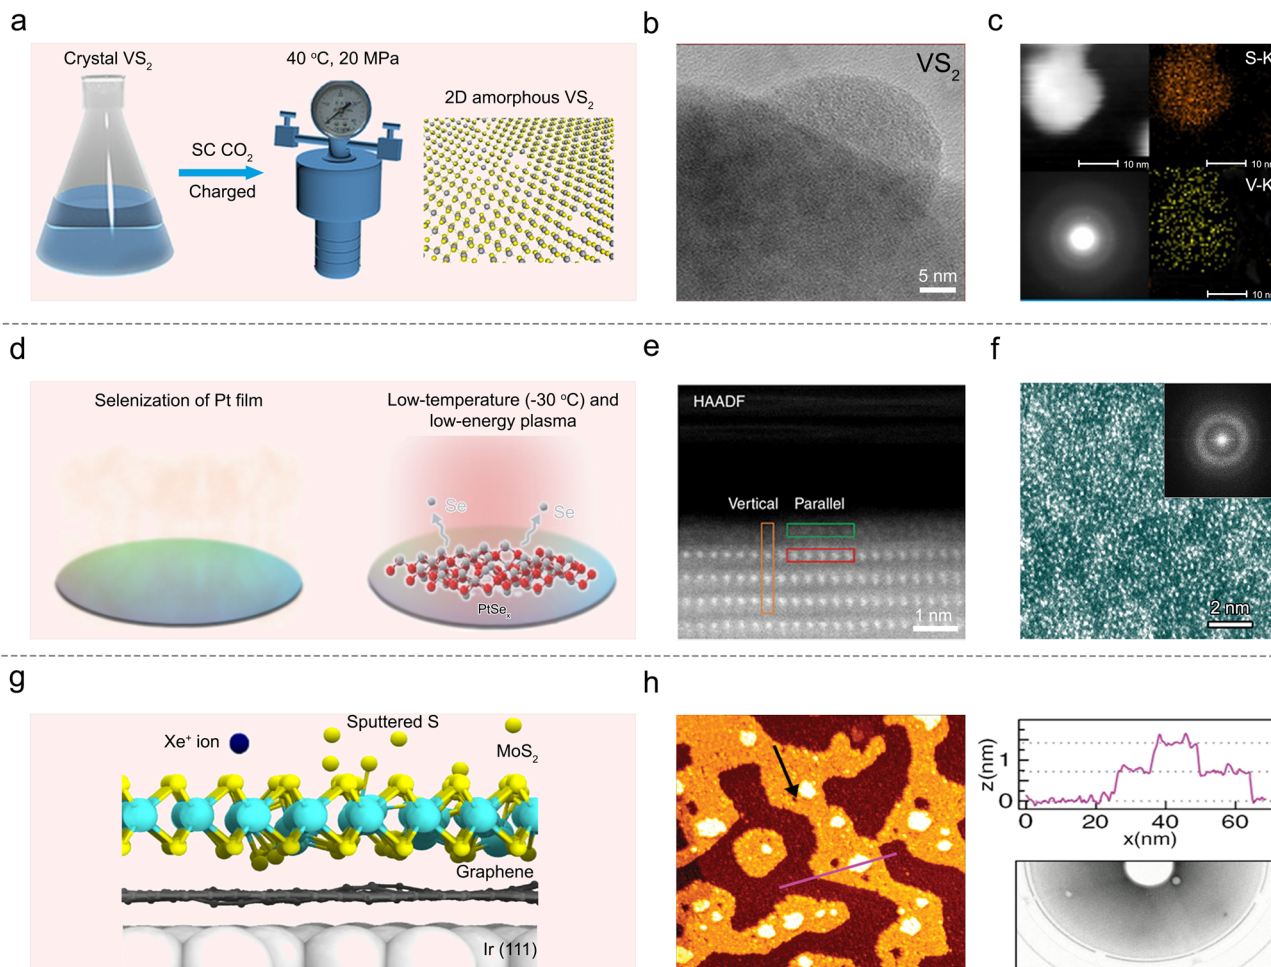 a
Crystal VS₂
40 °C, 20 MPa
2D amorphous VS₂
SC CO₂
Charged
b
VS₂
5 nm
c
S-K
10 nm
10 nm
V-K
10 nm
d
Selenization of Pt film
Low-temperature (-30 °C) and
low-energy plasma
Se
Se
PtSeₓ
e
HAADF
Vertical
Parallel
1 nm
f
2 nm
g
Sputtered S
Xe⁺ ion
MoS₂
Graphene
Ir (111)
h
z(nm)
1
0
0
20
40
60
x(nm)